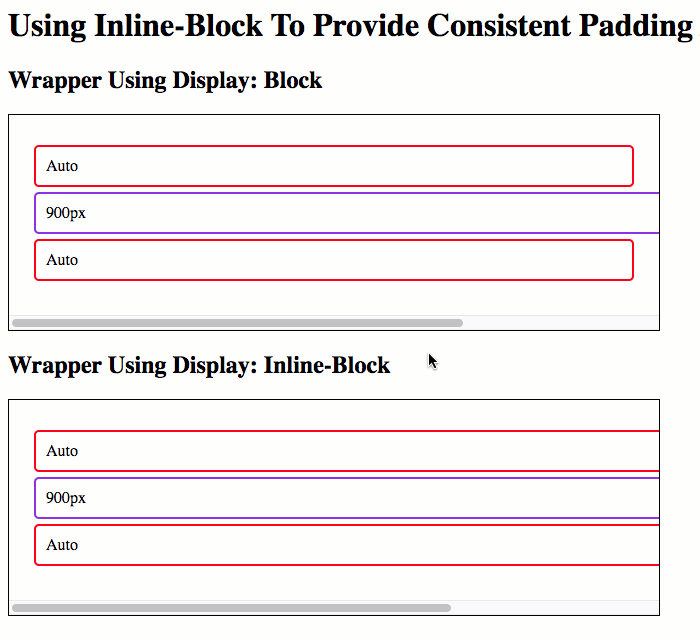 Using Inline-Block To Provide Consistent Padding
Wrapper Using Display: Block
Auto
900px
Auto
Wrapper Using Display: Inline-Block
Auto
900px
Auto